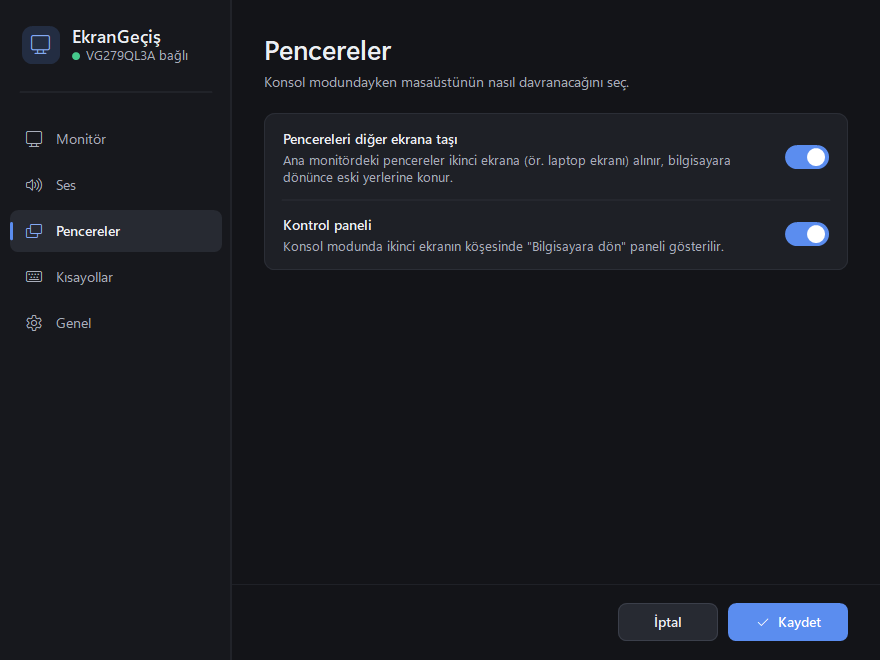 EkranGeçiş
VG279QL3A bağlı
Monitör
Ses
Pencereler
Kısayollar
Genel
Pencereler
Konsol modundayken masaüstünün nasıl davranacağını seç.
Pencereleri diğer ekrana taşı
Ana monitördeki pencereler ikinci ekrana (ör. laptop ekranı) alınır, bilgisayara
dönünce eski yerlerine konur.
Kontrol paneli
Konsol modunda ikinci ekranın köşesinde "Bilgisayara dön" paneli gösterilir.
İptal
Kaydet